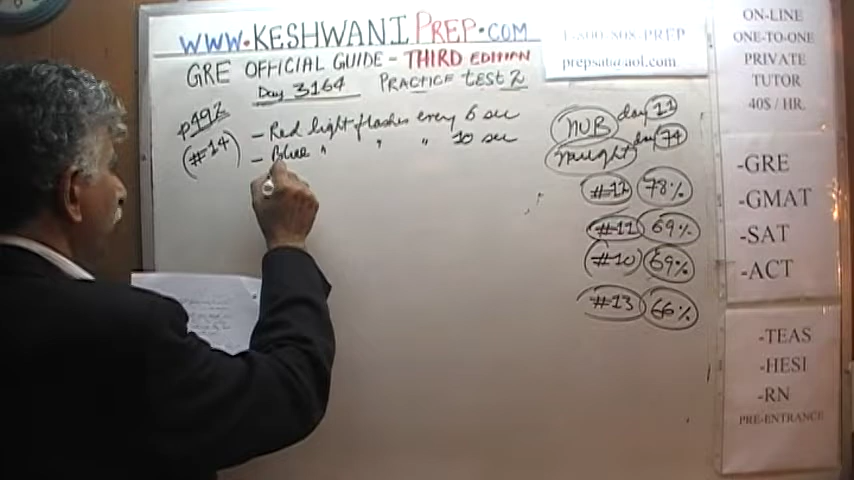 WWW.KESHWANIPREP.COM
GRE OFFICIAL GUIDE - THIRD EDITION
Day 3164 PRACTICE test 2
p492
(#14)
- Red light flashes every 6 sec
- Blue " " " 10 sec
prepsat@aol.com
NUB day 11
Naught day 74
#12 78%
#11 69%
#10 69%
#13 66%
ON-LINE
ONE-TO-ONE
PRIVATE
TUTOR
40$ / HR.
-GRE
-GMAT
-SAT
-ACT
-TEAS
-HESI
-RN
PRE-ENTRANCE